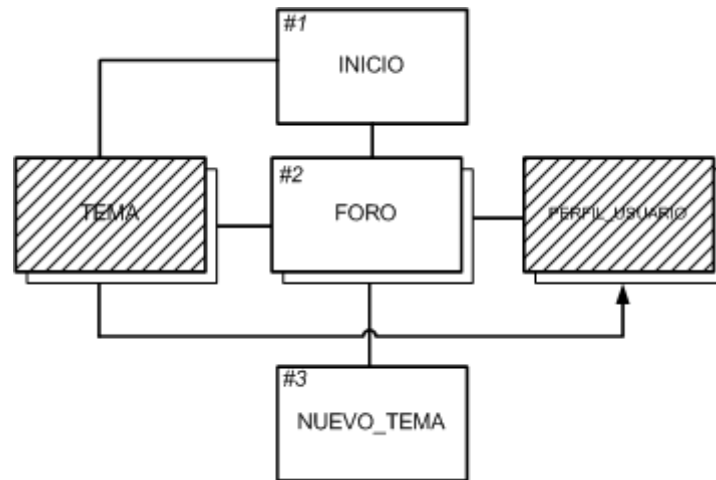 #1
INICIO
TEMA
#2
FORO
PERFIL_USUARIO
#3
NUEVO_TEMA